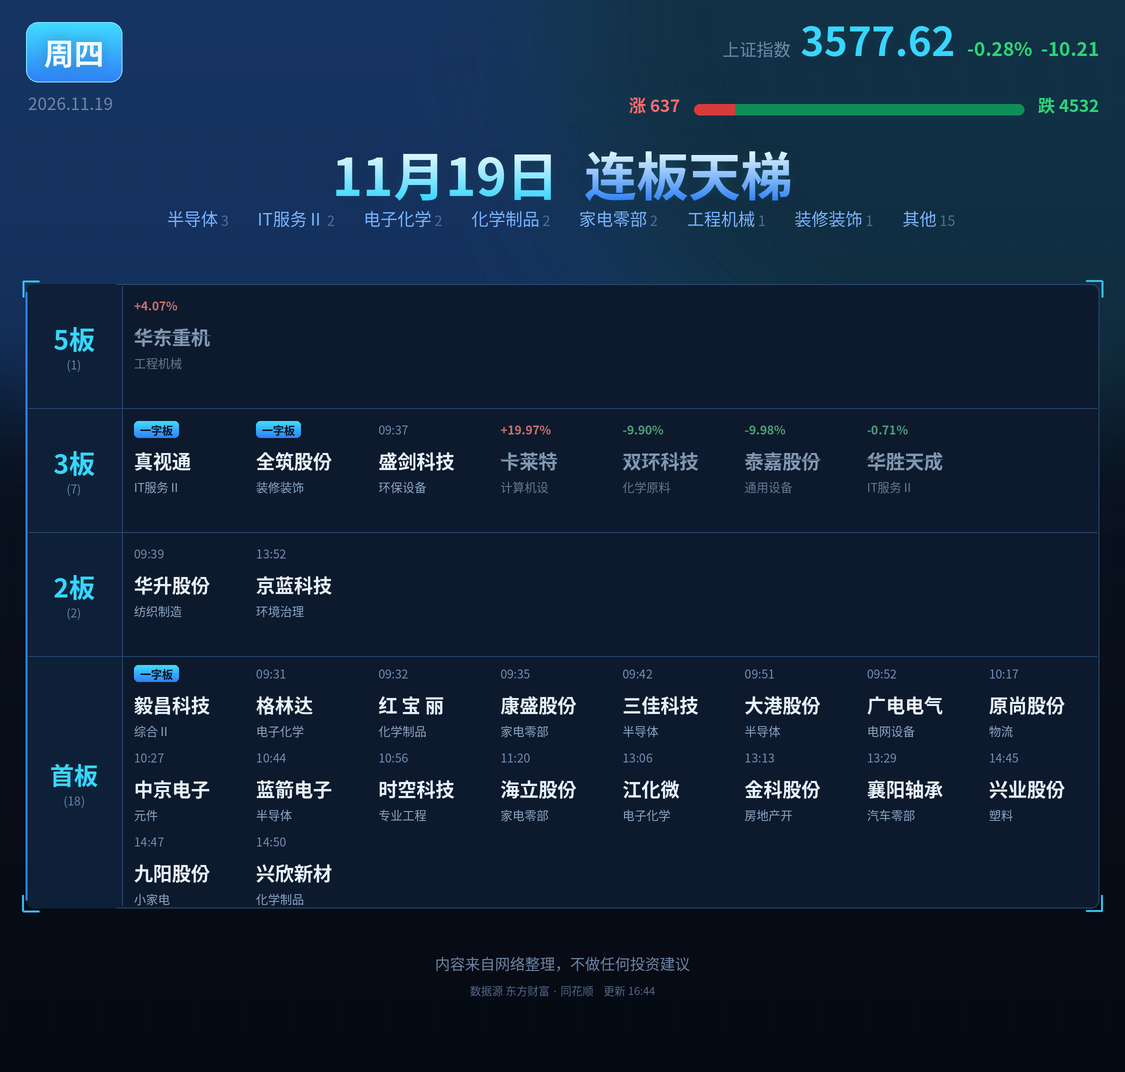 周四
2026.11.19
上证指数 3577.62 -0.28% -10.21
涨 637 跌 4532
11月19日 连板天梯
半导体 3 IT服务Ⅱ 2 电子化学 2 化学制品 2 家电零部 2 工程机械 1 装修装饰 1 其他 15
5板
(1)
+4.07%
华东重机
工程机械
3板
(7)
一字板 一字板 09:37 +19.97% -9.90% -9.98% -0.71%
真视通 全筑股份 盛剑科技 卡莱特 双环科技 泰嘉股份 华胜天成
IT服务Ⅱ 装修装饰 环保设备 计算机设 化学原料 通用设备 IT服务Ⅱ
2板
(2)
09:39 13:52
华升股份 京蓝科技
纺织制造 环境治理
首板
(18)
一字板 09:31 09:32 09:35 09:42 09:51 09:52 10:17
毅昌科技 格林达 红 宝 丽 康盛股份 三佳科技 大港股份 广电电气 原尚股份
综合Ⅱ 电子化学 化学制品 家电零部 半导体 半导体 电网设备 物流
10:27 10:44 10:56 11:20 13:06 13:13 13:29 14:45
中京电子 蓝箭电子 时空科技 海立股份 江化微 金科股份 襄阳轴承 兴业股份
元件 半导体 专业工程 家电零部 电子化学 房地产开 汽车零部 塑料
14:47 14:50
九阳股份 兴欣新材
小家电 化学制品
内容来自网络整理，不做任何投资建议
数据源 东方财富 · 同花顺 更新 16:44